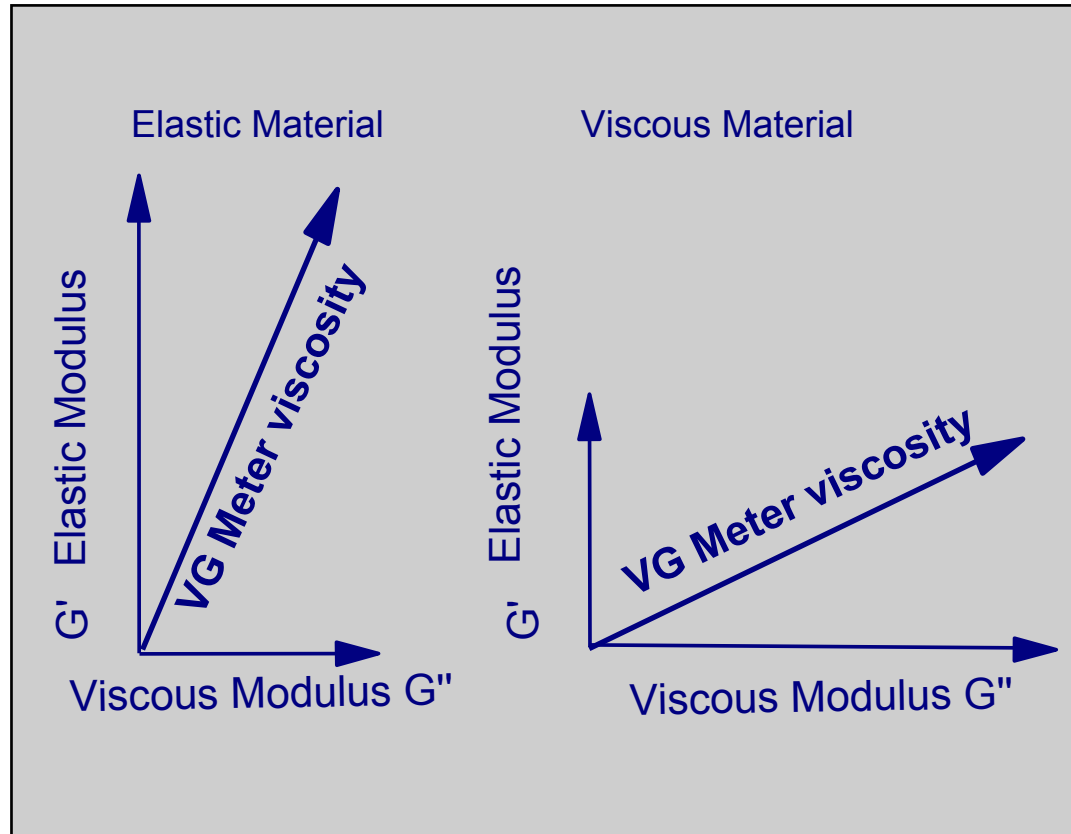 Elastic Material
G' Elastic Modulus
VG Meter viscosity
Viscous Modulus G"
Viscous Material
G' Elastic Modulus
VG Meter viscosity
Viscous Modulus G"